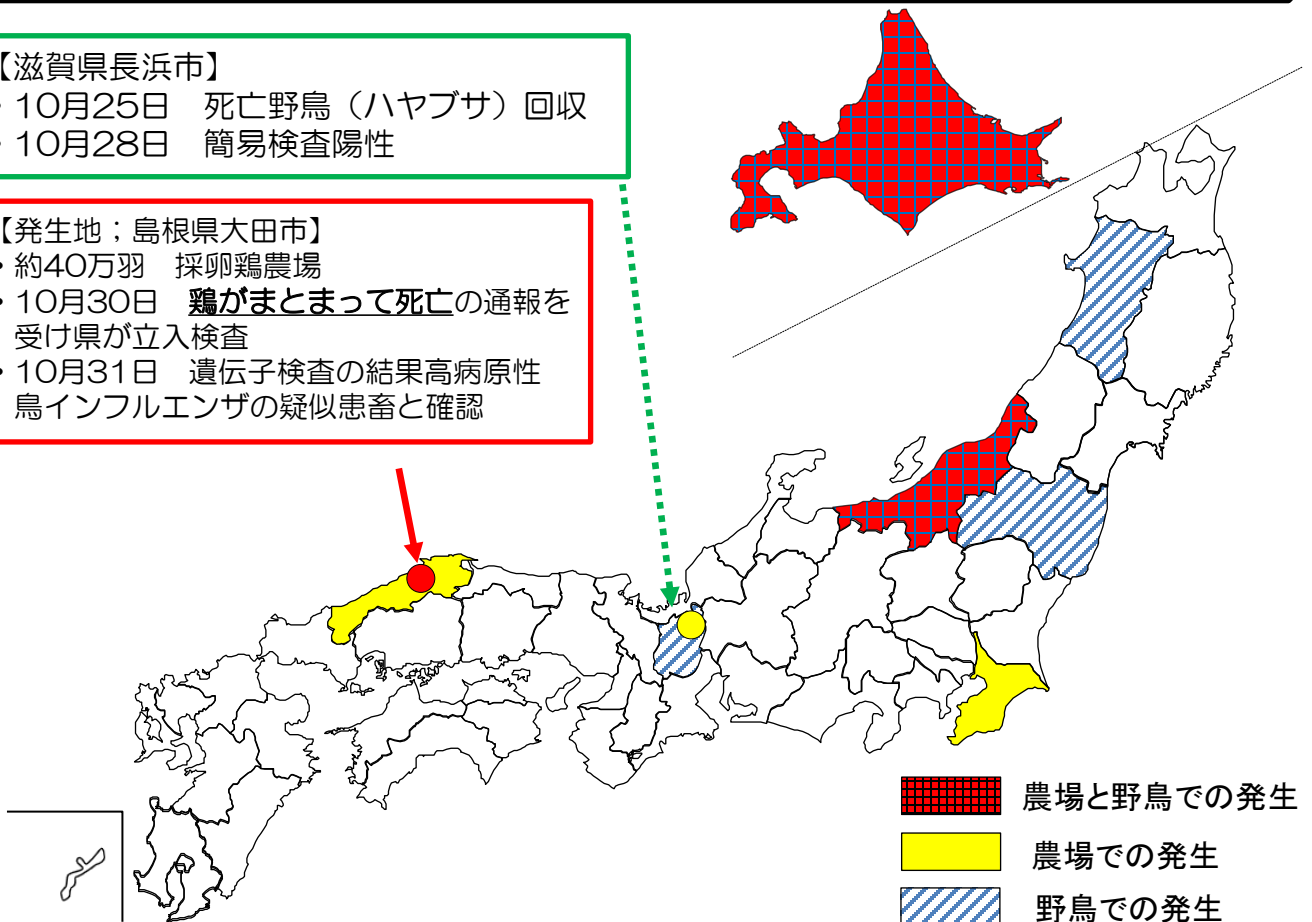 【滋賀県長浜市】
・10月25日　死亡野鳥（ハヤブサ）回収
・10月28日　簡易検査陽性
【発生地；島根県大田市】
・約40万羽　採卵鶏農場
・10月30日　鶏がまとまって死亡の通報を
受け県が立入検査
・10月31日　遺伝子検査の結果高病原性
鳥インフルエンザの疑似患畜と確認
農場と野鳥での発生
農場での発生
野鳥での発生